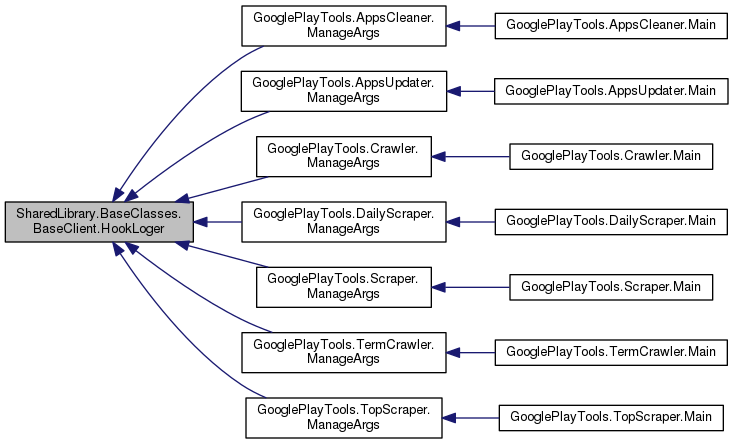 SharedLibrary.BaseClasses.
BaseClient.HookLoger
GooglePlayTools.AppsCleaner.
ManageArgs
GooglePlayTools.AppsCleaner.Main
GooglePlayTools.AppsUpdater.
ManageArgs
GooglePlayTools.AppsUpdater.Main
GooglePlayTools.Crawler.
ManageArgs
GooglePlayTools.Crawler.Main
GooglePlayTools.DailyScraper.
ManageArgs
GooglePlayTools.DailyScraper.Main
GooglePlayTools.Scraper.
ManageArgs
GooglePlayTools.Scraper.Main
GooglePlayTools.TermCrawler.
ManageArgs
GooglePlayTools.TermCrawler.Main
GooglePlayTools.TopScraper.
ManageArgs
GooglePlayTools.TopScraper.Main